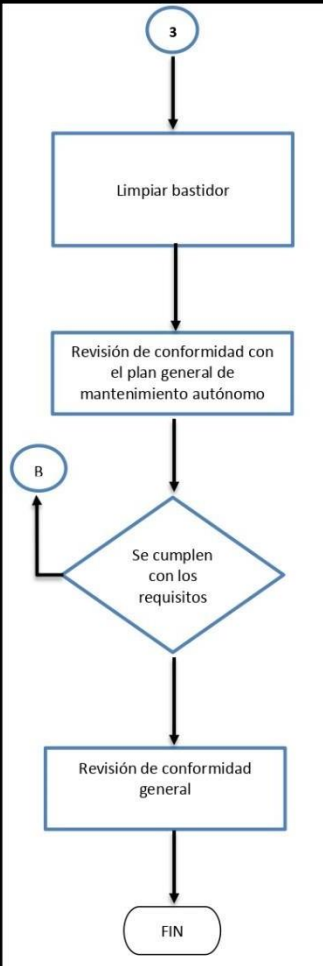 3
Limpiar bastidor
Revisión de conformidad con
el plan general de
mantenimiento autónomo
B
Se cumplen
con los
requisitos
Revisión de conformidad
general
FIN